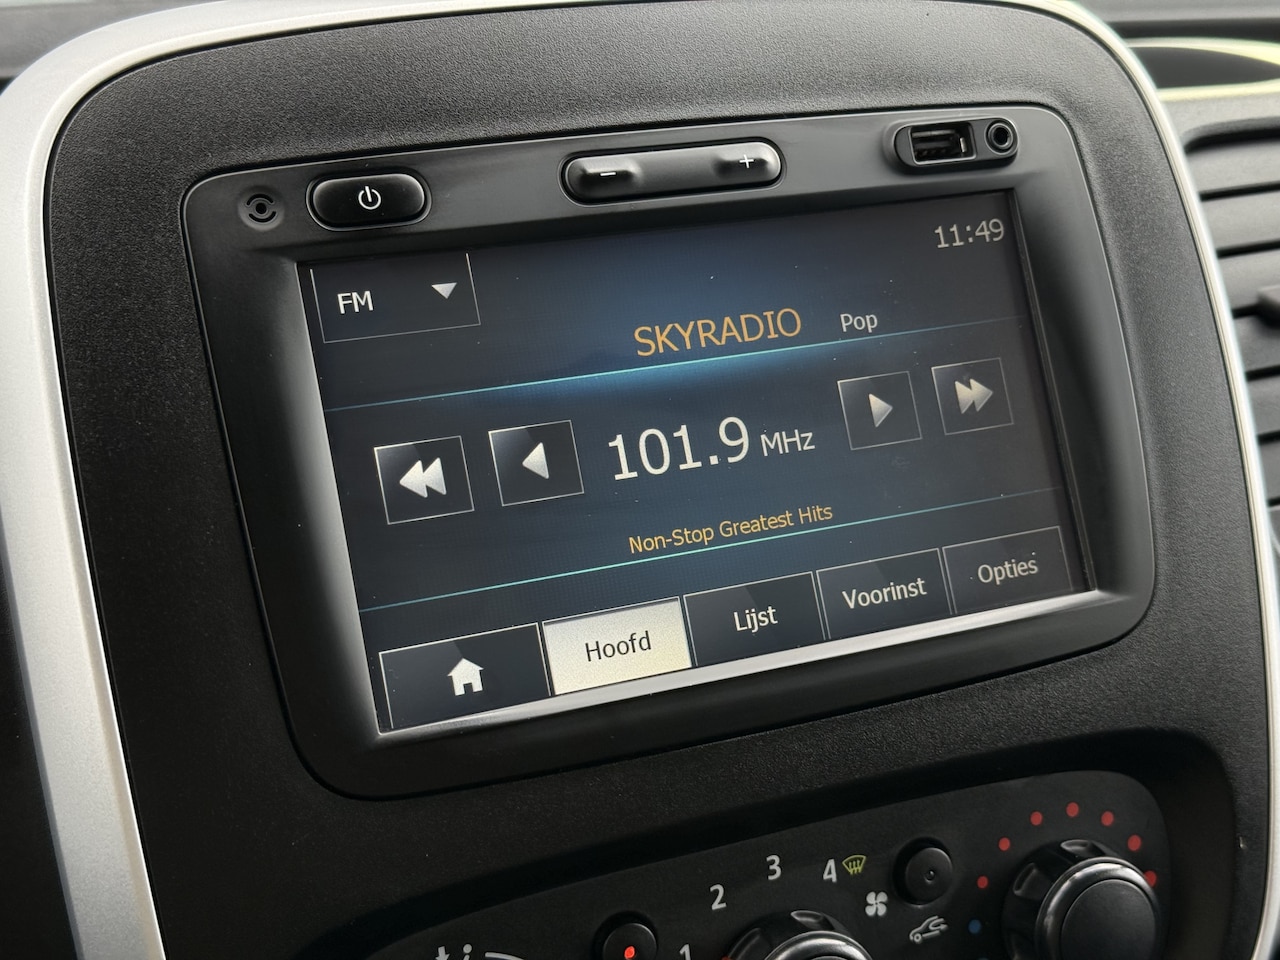 − +
11:49
FM
SKYRADIO Pop
101.9 MHz
Non-Stop Greatest Hits
Hoofd Lijst Voorinst Opties
1 2 3 4